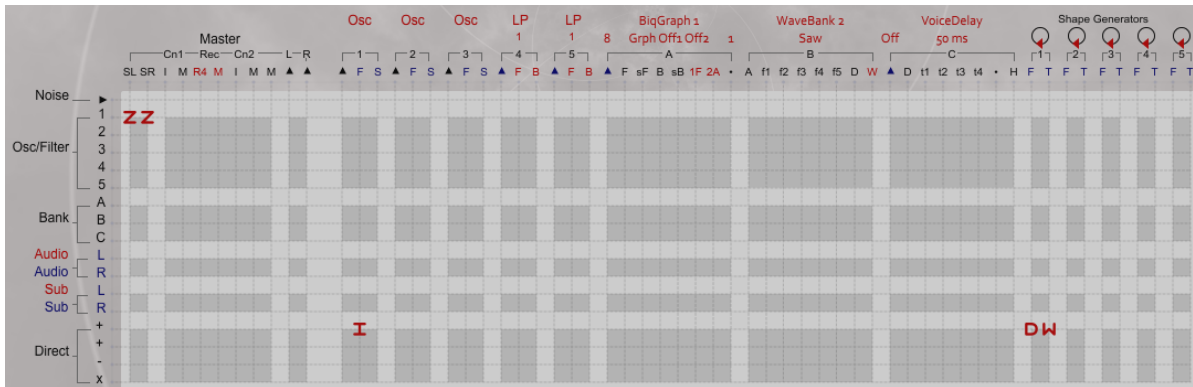 Osc Osc Osc LP LP BiqGraph 1 WaveBank 2 VoiceDelay Shape Generators
Master 1 1 8 Grph Off1 Off2 1 Saw Off 50 ms
Cn1 Rec Cn2 L R 1 2 3 4 5 A B C 1 2 3 4 5
SL SR I M R4 M I M M ▲ ▲ ▲ F S ▲ F S ▲ F S ▲ F B ▲ F B ▲ F sF B sB 1F 2A • A f1 f2 f3 f4 f5 D W ▲ D t1 t2 t3 t4 • H F T F T F T F T F T
Noise ►
1 Z Z
2
Osc/Filter 3
4
5
A
Bank B
C
Audio L
Audio R
Sub L
Sub R
+ I D W
+
Direct -
x